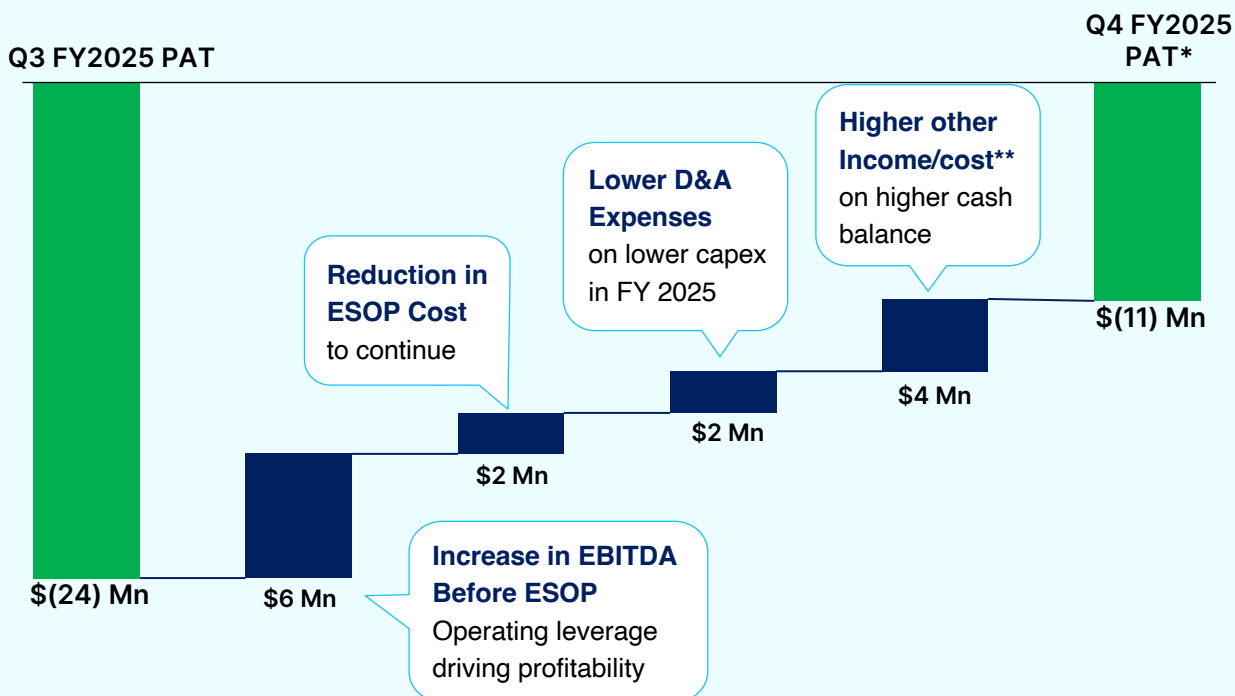 Q3 FY2025 PAT
Q4 FY2025
PAT*
Higher other
Income/cost**
on higher cash
balance
Lower D&A
Expenses
on lower capex
in FY 2025
Reduction in
ESOP Cost
to continue
$(11) Mn
$4 Mn
$2 Mn
$2 Mn
$(24) Mn
$6 Mn
Increase in EBITDA
Before ESOP
Operating leverage
driving profitability